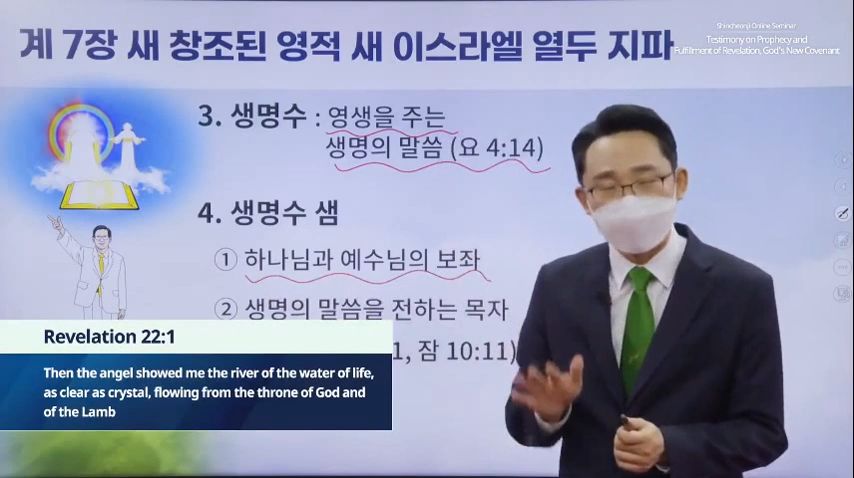 계 7장 새 창조된 영적 새 이스라엘 열두 지파
Shincheonji Online Seminar
Testimony on Prophecy and
Fulfillment of Revelation, God's New Covenant
3. 생명수 : 영생을 주는
생명의 말씀 (요 4:14)
4. 생명수 샘
① 하나님과 예수님의 보좌
② 생명의 말씀을 전하는 목자
1, 잠 10:11)
Revelation 22:1
Then the angel showed me the river of the water of life,
as clear as crystal, flowing from the throne of God and
of the Lamb